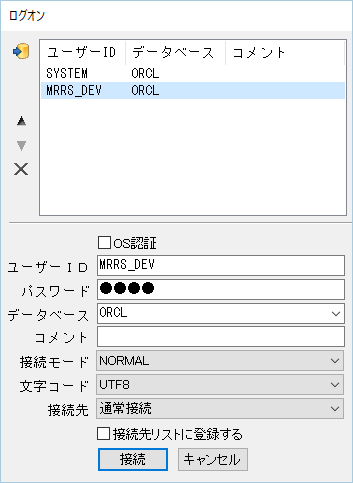 ログオン
ユーザーID データベース コメント
SYSTEM ORCL
MRRS_DEV ORCL
OS認証
ユーザーＩＤ MRRS_DEV
パスワード ●●●●
データベース ORCL
コメント
接続モード NORMAL
文字コード UTF8
接続先 通常接続
接続先リストに登録する
接続 キャンセル